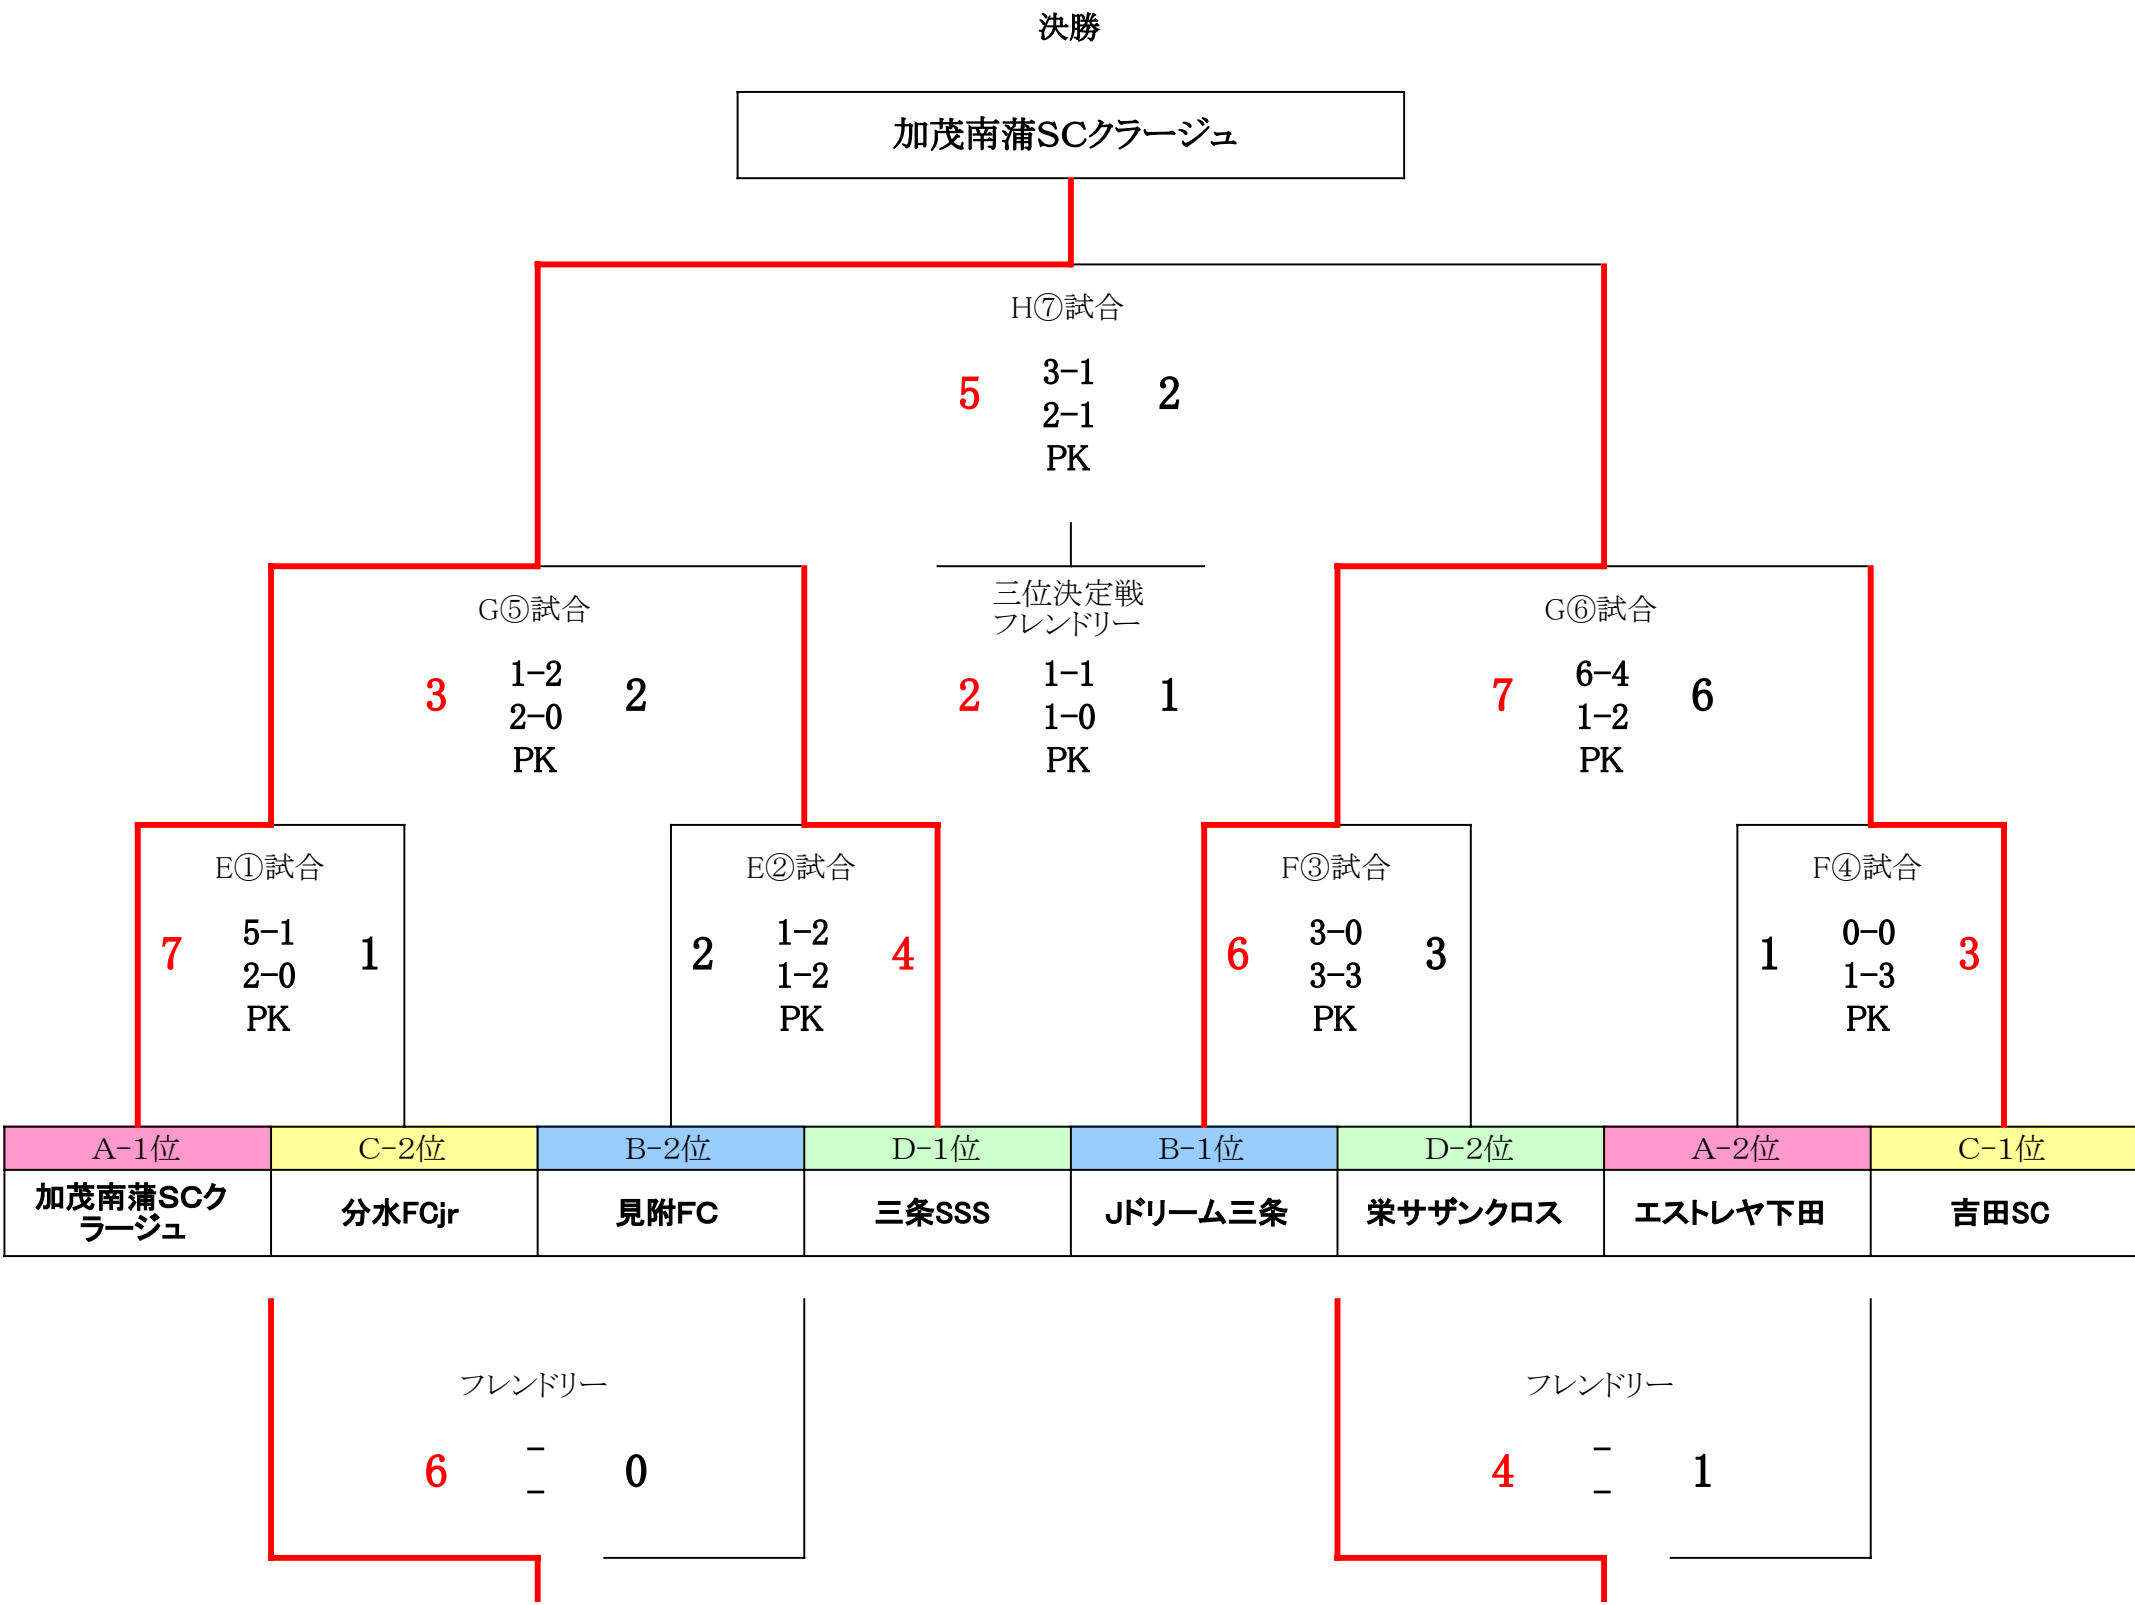 決勝
加茂南蒲SCクラージュ
H⑦試合
5 3-1 2
2-1
PK
G⑤試合
3 1-2 2
2-0
PK
三位決定戦
フレンドリー
2 1-1 1
1-0
PK
G⑥試合
7 6-4 6
1-2
PK
E①試合
7 5-1 1
2-0
PK
E②試合
2 1-2 4
1-2
PK
F③試合
6 3-0 3
3-3
PK
F④試合
1 0-0 3
1-3
PK
A-1位 C-2位 B-2位 D-1位 B-1位 D-2位 A-2位 C-1位
加茂南蒲SCク
ラージュ
分水FCjr
見附FC
三条SSS
Jドリーム三条
栄サザンクロス
エストレヤ下田
吉田SC
フレンドリー
6 - 0
-
フレンドリー
4 - 1
-